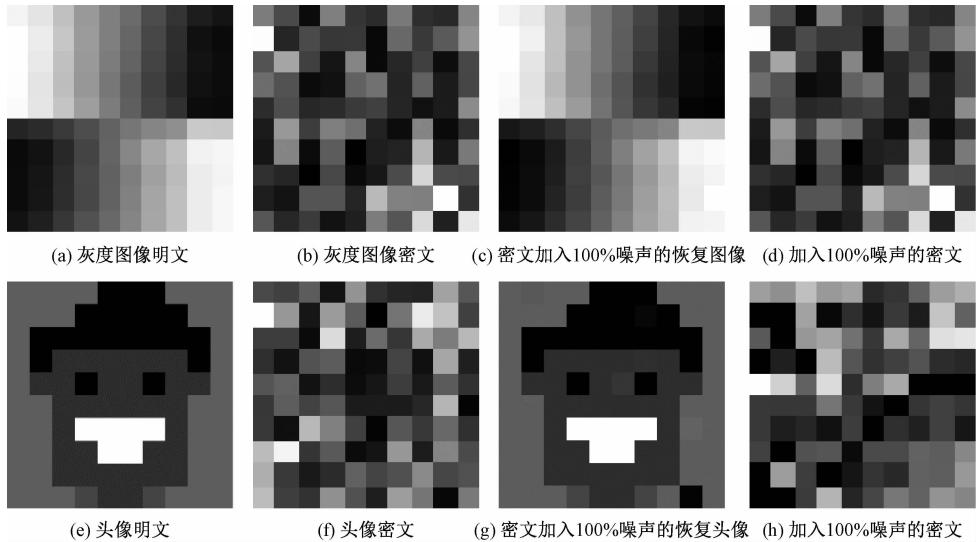 (a) 灰度图像明文
(b) 灰度图像密文
(c) 密文加入100%噪声的恢复图像
(d) 加入100%噪声的密文
(e) 头像明文
(f) 头像密文
(g) 密文加入100%噪声的恢复头像
(h) 加入100%噪声的密文